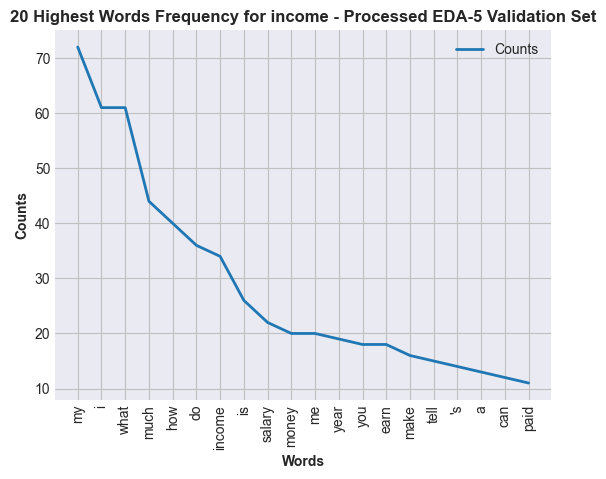 20 Highest Words Frequency for income - Processed EDA-5 Validation Set
Counts
70
60
50
40
30
20
10
Counts
my
i
what
much
how
do
income
is
salary
money
me
year
you
earn
make
tell
's
a
can
paid
Words